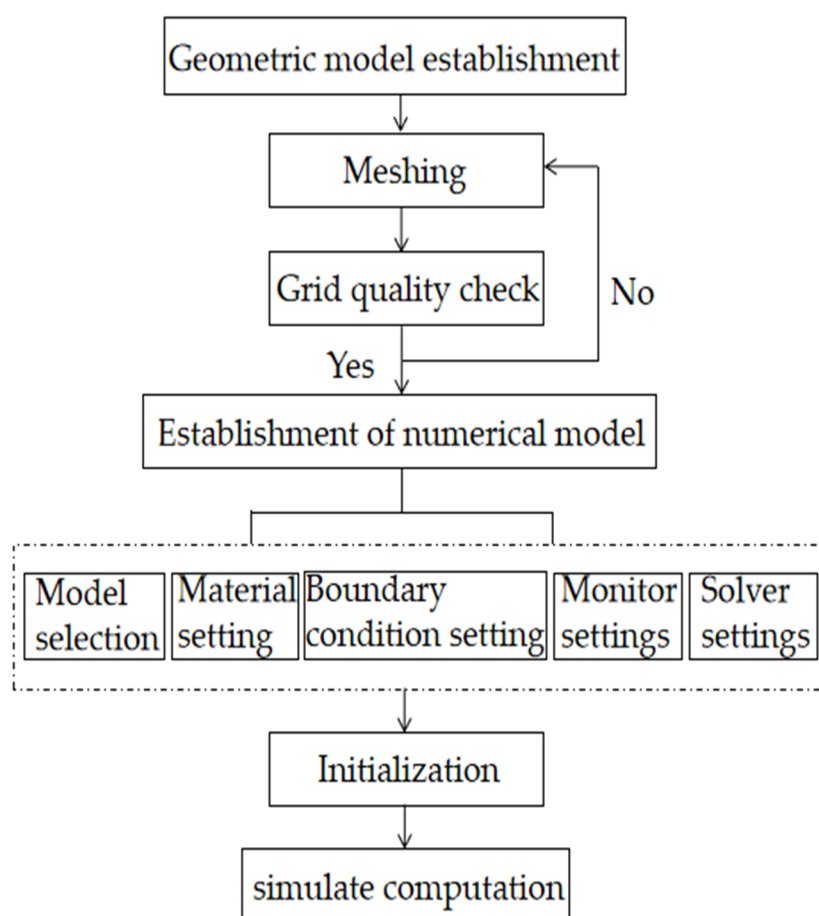 Geometric model establishment
Meshing
Grid quality check
No
Yes
Establishment of numerical model
Model
selection
Material
setting
Boundary
condition setting
Monitor
settings
Solver
settings
Initialization
simulate computation